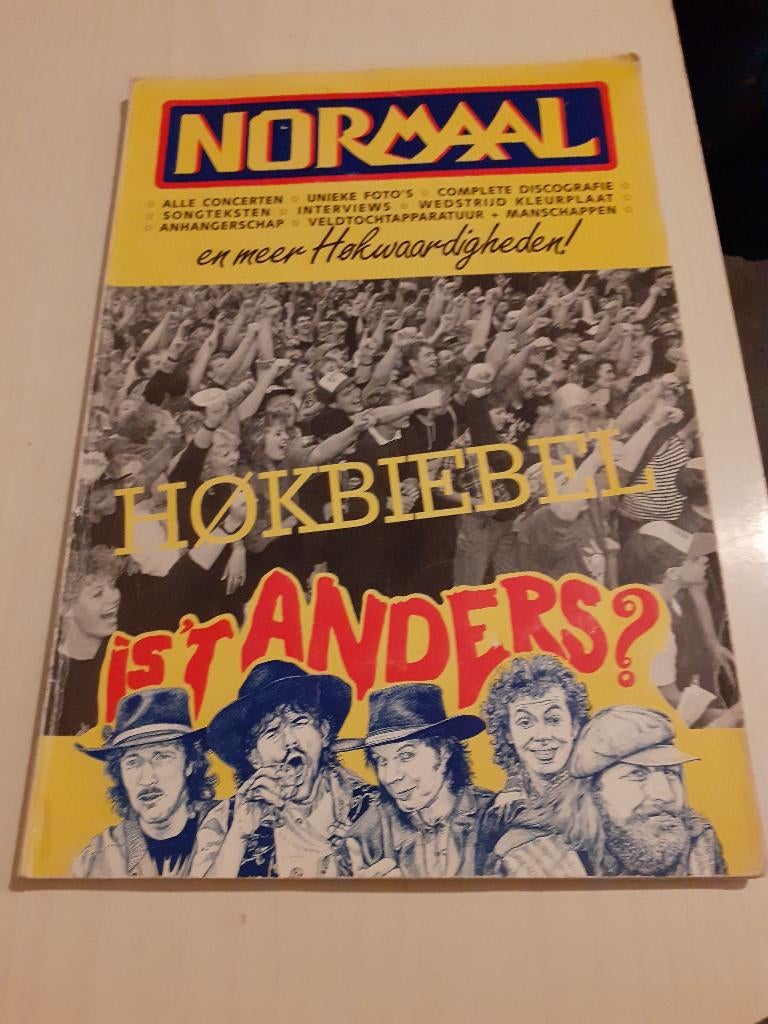 NORMAAL
☆ ALLE CONCERTEN ☆ UNIEKE FOTO'S ☆ COMPLETE DISCOGRAFIE ☆
☆ SONGTEKSTEN ☆ INTERVIEWS ☆ WEDSTRIJD KLEURPLAAT ☆
☆ ANHANGERSCHAP ☆ VELDTOCHTAPPARATUUR + MANSCHAPPEN ☆
en meer Høkwaardigheden!
HØKBIEBEL
is 't ANDERS?